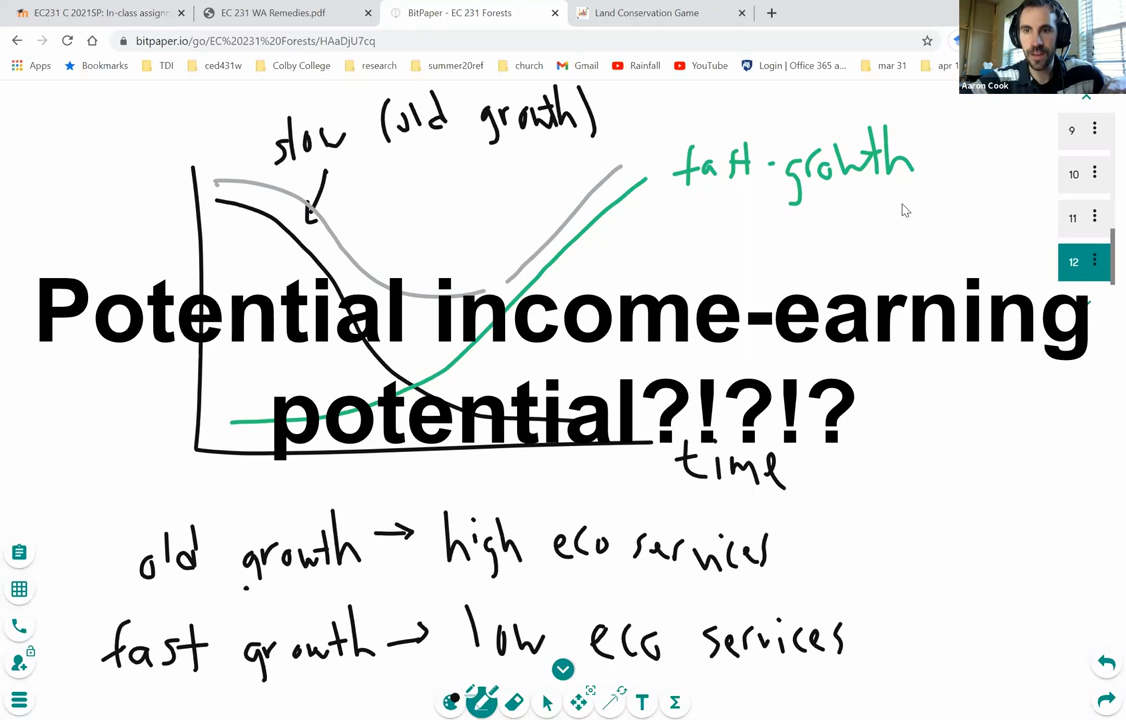 EC231 C 2021SP: In-class assignm
EC 231 WA Remedies.pdf
BitPaper - EC 231 Forests
Land Conservation Game
bitpaper.io/go/EC%20231%20Forests/HAaDjU7cq
Apps Bookmarks TDI ced431w Colby College research summer20ref church Gmail Rainfall YouTube Login | Office 365 a... mar 31 apr 1
Aaron Cook
slow (old growth)
fast-growth
9
10
11
12
Potential income-earning
potential?!?!?
time
old growth → high eco services
fast growth → low eco services
T Σ